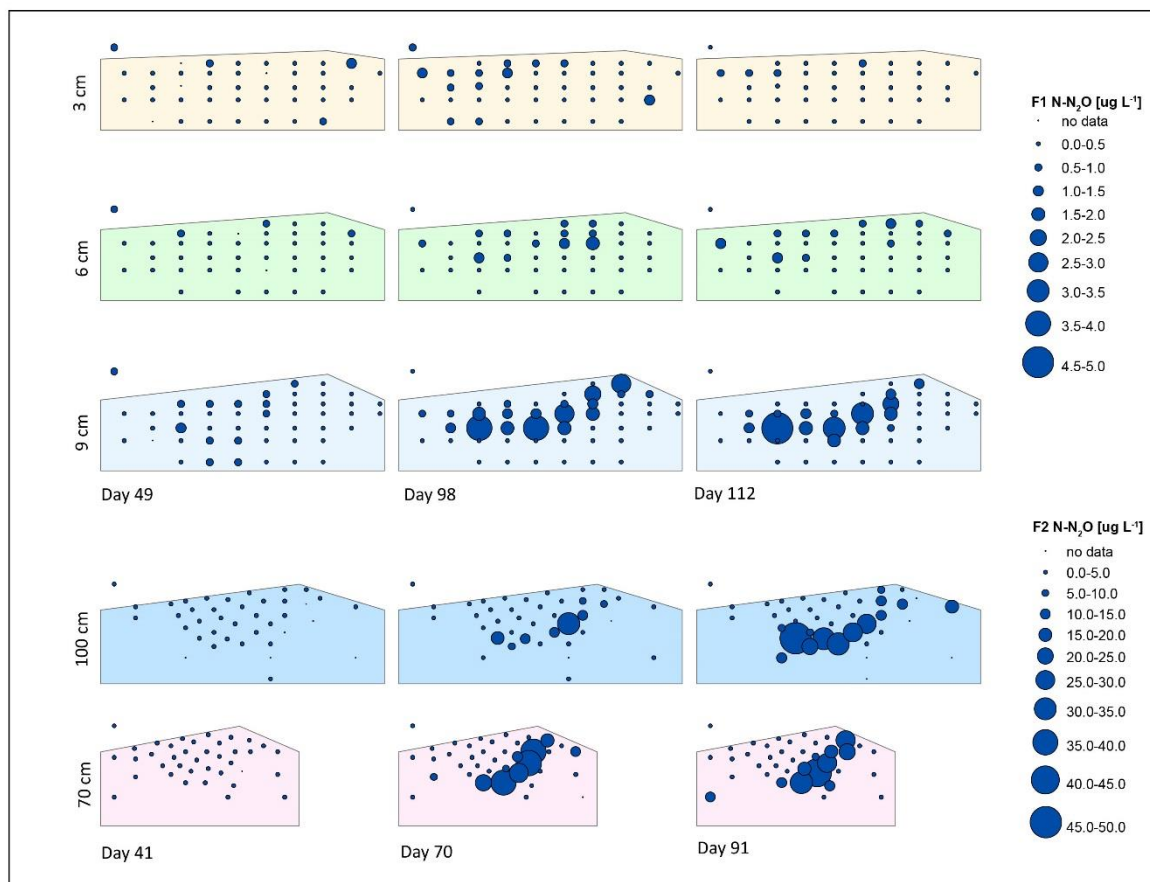 3 cm
F1 N-N₂O [ug L⁻¹]
no data
0.0-0.5
0.5-1.0
1.0-1.5
1.5-2.0
2.0-2.5
2.5-3.0
3.0-3.5
3.5-4.0
4.5-5.0
6 cm
9 cm
Day 49 Day 98 Day 112
F2 N-N₂O [ug L⁻¹]
no data
0.0-5.0
5.0-10.0
10.0-15.0
15.0-20.0
20.0-25.0
25.0-30.0
30.0-35.0
35.0-40.0
40.0-45.0
45.0-50.0
100 cm
70 cm
Day 41 Day 70 Day 91